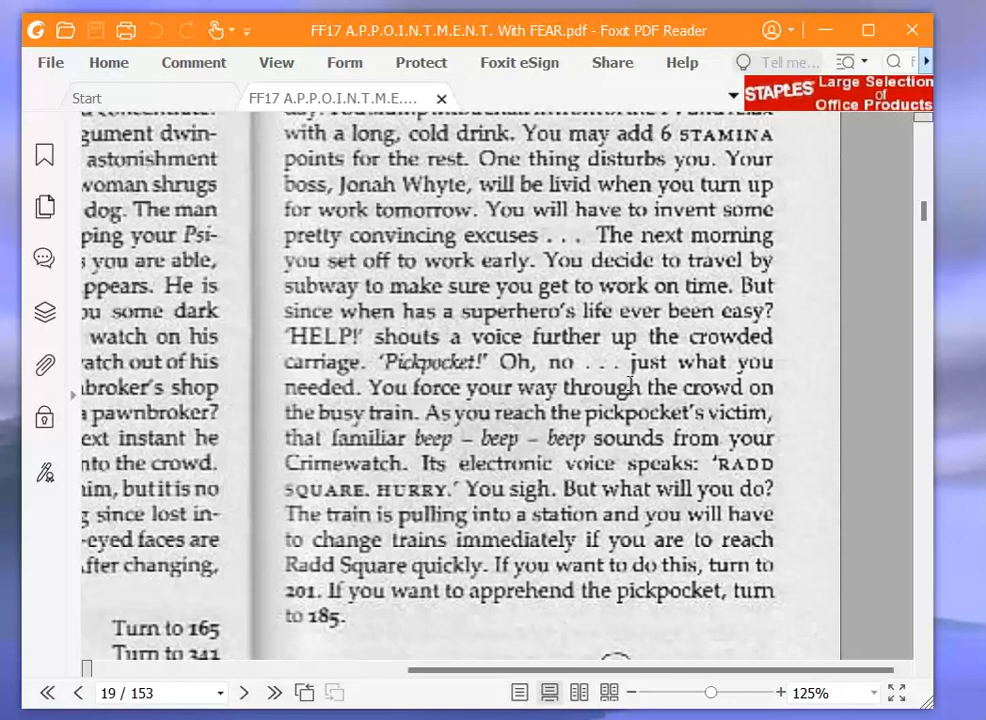 FF17 A.P.P.O.I.N.T.M.E.N.T. With FEAR.pdf - Foxit PDF Reader
File Home Comment View Form Protect Foxit eSign Share Help Tell me... F
Start FF17 A.P.P.O.I.N.T.M.E....
STAPLES Large Selection
of
Office Products
gument dwin-
astonishment
woman shrugs
dog. The man
ping your Psi-
you are able,
ppears. He is
ou some dark
watch on his
atch out of his
nbroker's shop
a pawnbroker?
ext instant he
nto the crowd.
him, but it is no
g since lost in-
-eyed faces are
After changing,
Turn to 165
Turn to 341
with a long, cold drink. You may add 6 STAMINA
points for the rest. One thing disturbs you. Your
boss, Jonah Whyte, will be livid when you turn up
for work tomorrow. You will have to invent some
pretty convincing excuses . . . The next morning
you set off to work early. You decide to travel by
subway to make sure you get to work on time. But
since when has a superhero's life ever been easy?
'HELP!' shouts a voice further up the crowded
carriage. 'Pickpocket!' Oh, no . . . just what you
needed. You force your way through the crowd on
the busy train. As you reach the pickpocket's victim,
that familiar beep – beep – beep sounds from your
Crimewatch. Its electronic voice speaks: 'RADD
SQUARE. HURRY.' You sigh. But what will you do?
The train is pulling into a station and you will have
to change trains immediately if you are to reach
Radd Square quickly. If you want to do this, turn to
201. If you want to apprehend the pickpocket, turn
to 185.
19 / 153 125%